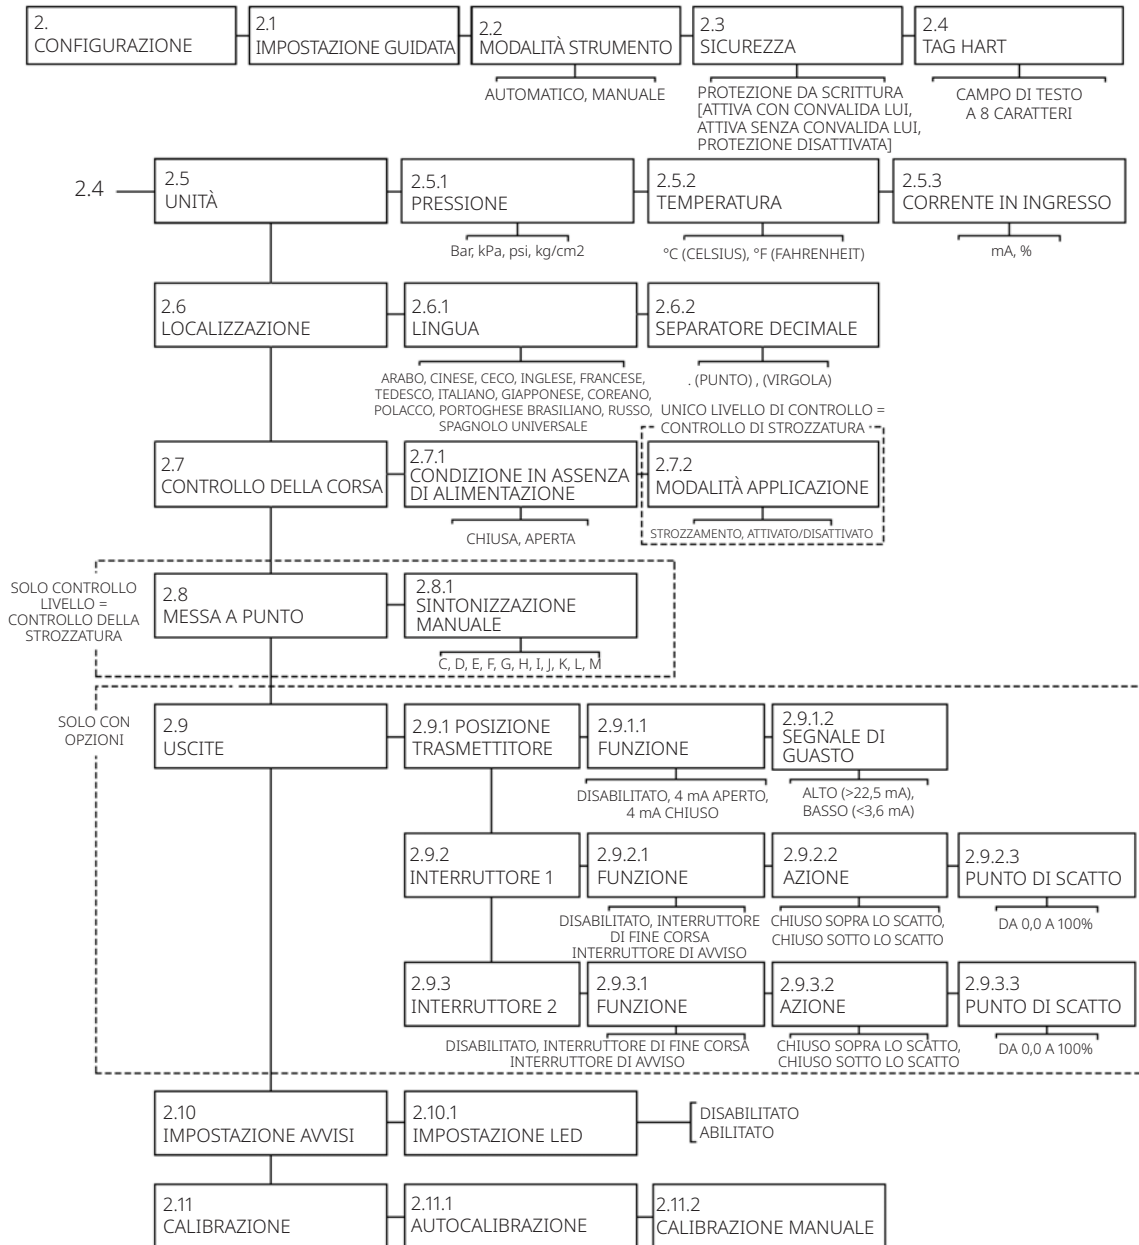 2.
CONFIGURAZIONE
2.1
IMPOSTAZIONE GUIDATA
2.2
MODALITÀ STRUMENTO
2.3
SICUREZZA
2.4
TAG HART
AUTOMATICO, MANUALE
PROTEZIONE DA SCRITTURA
[ATTIVA CON CONVALIDA LUI,
ATTIVA SENZA CONVALIDA LUI,
PROTEZIONE DISATTIVATA]
CAMPO DI TESTO
A 8 CARATTERI
2.4
2.5
UNITÀ
2.5.1
PRESSIONE
2.5.2
TEMPERATURA
2.5.3
CORRENTE IN INGRESSO
Bar, kPa, psi, kg/cm2
°C (CELSIUS), °F (FAHRENHEIT)
mA, %
2.6
LOCALIZZAZIONE
2.6.1
LINGUA
2.6.2
SEPARATORE DECIMALE
ARABO, CINESE, CECO, INGLESE, FRANCESE,
TEDESCO, ITALIANO, GIAPPONESE, COREANO,
POLACCO, PORTOGHESE BRASILIANO, RUSSO,
SPAGNOLO UNIVERSALE
. (PUNTO) , (VIRGOLA)
UNICO LIVELLO DI CONTROLLO =
CONTROLLO DI STROZZATURA
2.7
CONTROLLO DELLA CORSA
2.7.1
CONDIZIONE IN ASSENZA
DI ALIMENTAZIONE
2.7.2
MODALITÀ APPLICAZIONE
CHIUSA, APERTA
STROZZAMENTO, ATTIVATO/DISATTIVATO
SOLO CONTROLLO
LIVELLO =
CONTROLLO DELLA
STROZZATURA
2.8
MESSA A PUNTO
2.8.1
SINTONIZZAZIONE
MANUALE
C, D, E, F, G, H, I, J, K, L, M
SOLO CON
OPZIONI
2.9
USCITE
2.9.1 POSIZIONE
TRASMETTITORE
2.9.1.1
FUNZIONE
2.9.1.2
SEGNALE DI
GUASTO
DISABILITATO, 4 mA APERTO,
4 mA CHIUSO
ALTO (>22,5 mA),
BASSO (<3,6 mA)
2.9.2
INTERRUTTORE 1
2.9.2.1
FUNZIONE
2.9.2.2
AZIONE
2.9.2.3
PUNTO DI SCATTO
DISABILITATO, INTERRUTTORE
DI FINE CORSA
INTERRUTTORE DI AVVISO
CHIUSO SOPRA LO SCATTO,
CHIUSO SOTTO LO SCATTO
DA 0,0 A 100%
2.9.3
INTERRUTTORE 2
2.9.3.1
FUNZIONE
2.9.3.2
AZIONE
2.9.3.3
PUNTO DI SCATTO
DISABILITATO, INTERRUTTORE DI FINE CORSA
INTERRUTTORE DI AVVISO
CHIUSO SOPRA LO SCATTO,
CHIUSO SOTTO LO SCATTO
DA 0,0 A 100%
2.10
IMPOSTAZIONE AVVISI
2.10.1
IMPOSTAZIONE LED
DISABILITATO
ABILITATO
2.11
CALIBRAZIONE
2.11.1
AUTOCALIBRAZIONE
2.11.2
CALIBRAZIONE MANUALE